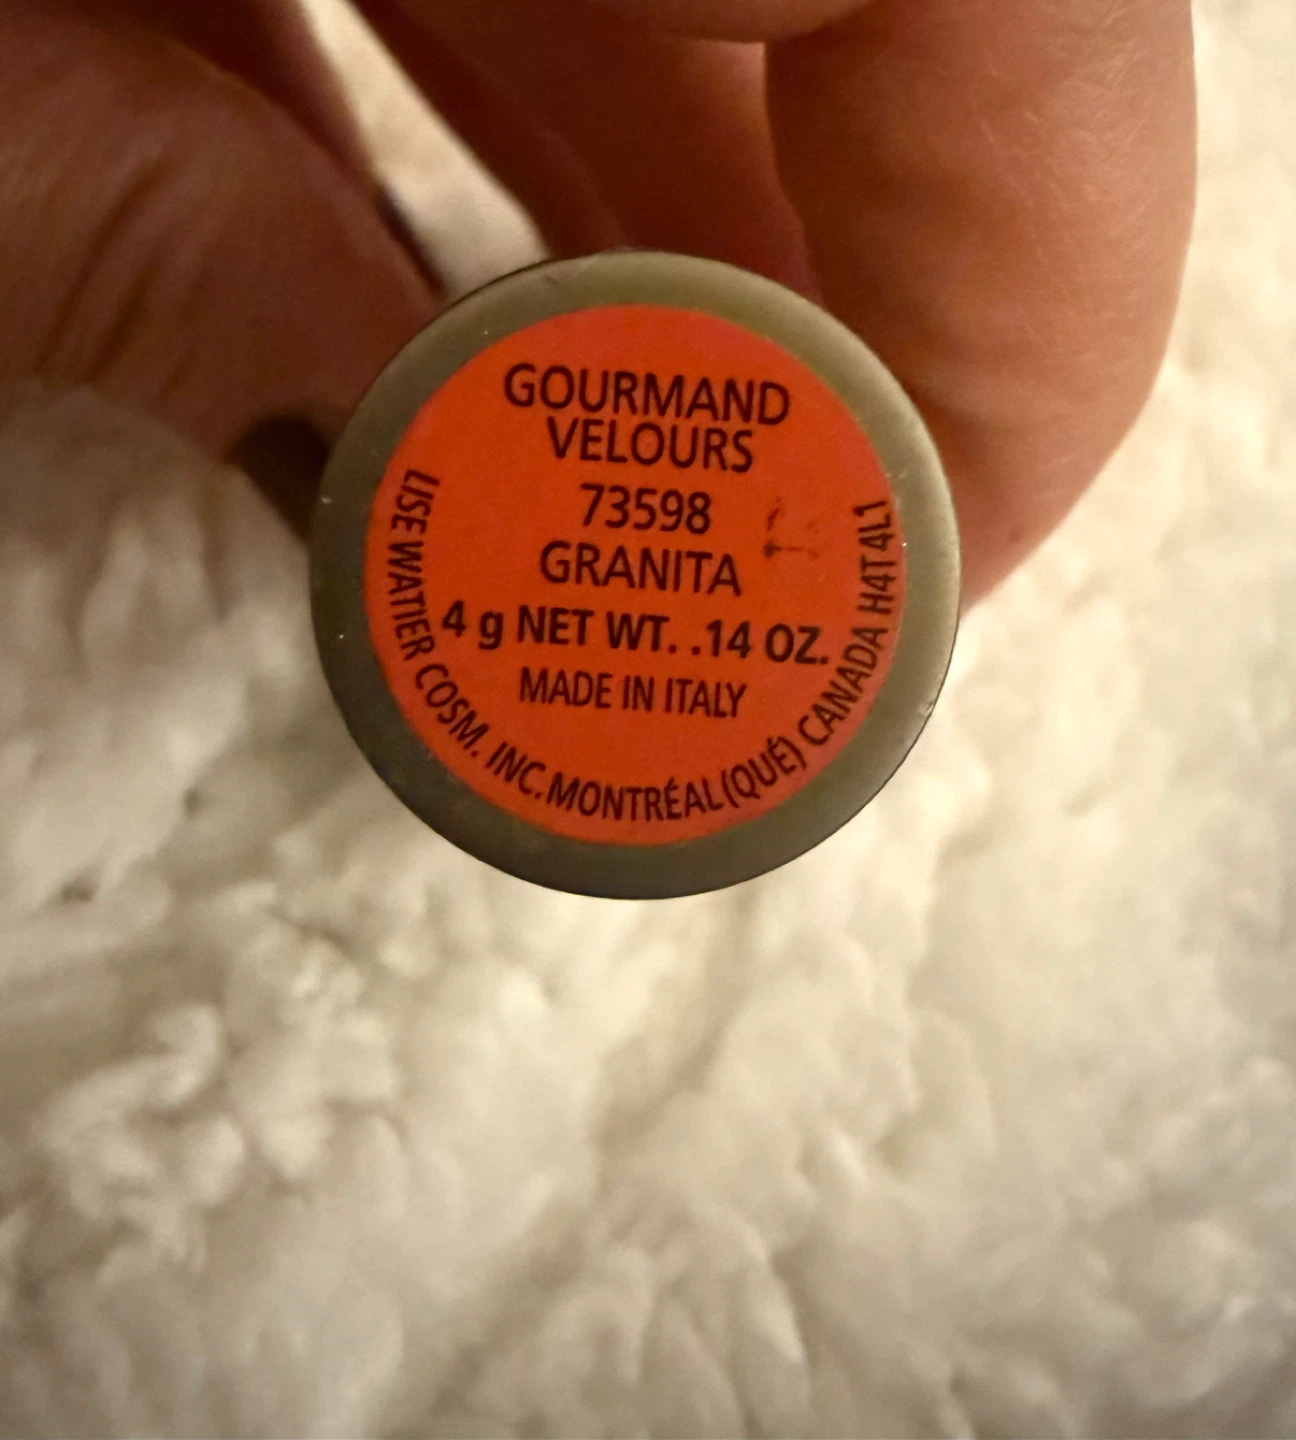 GOURMAND
VELOURS
73598
GRANITA
4 g NET WT. .14 OZ.
MADE IN ITALY
LISE WATIER COSM. INC. MONTRÉAL (QUÉ) CANADA H4T 4L1